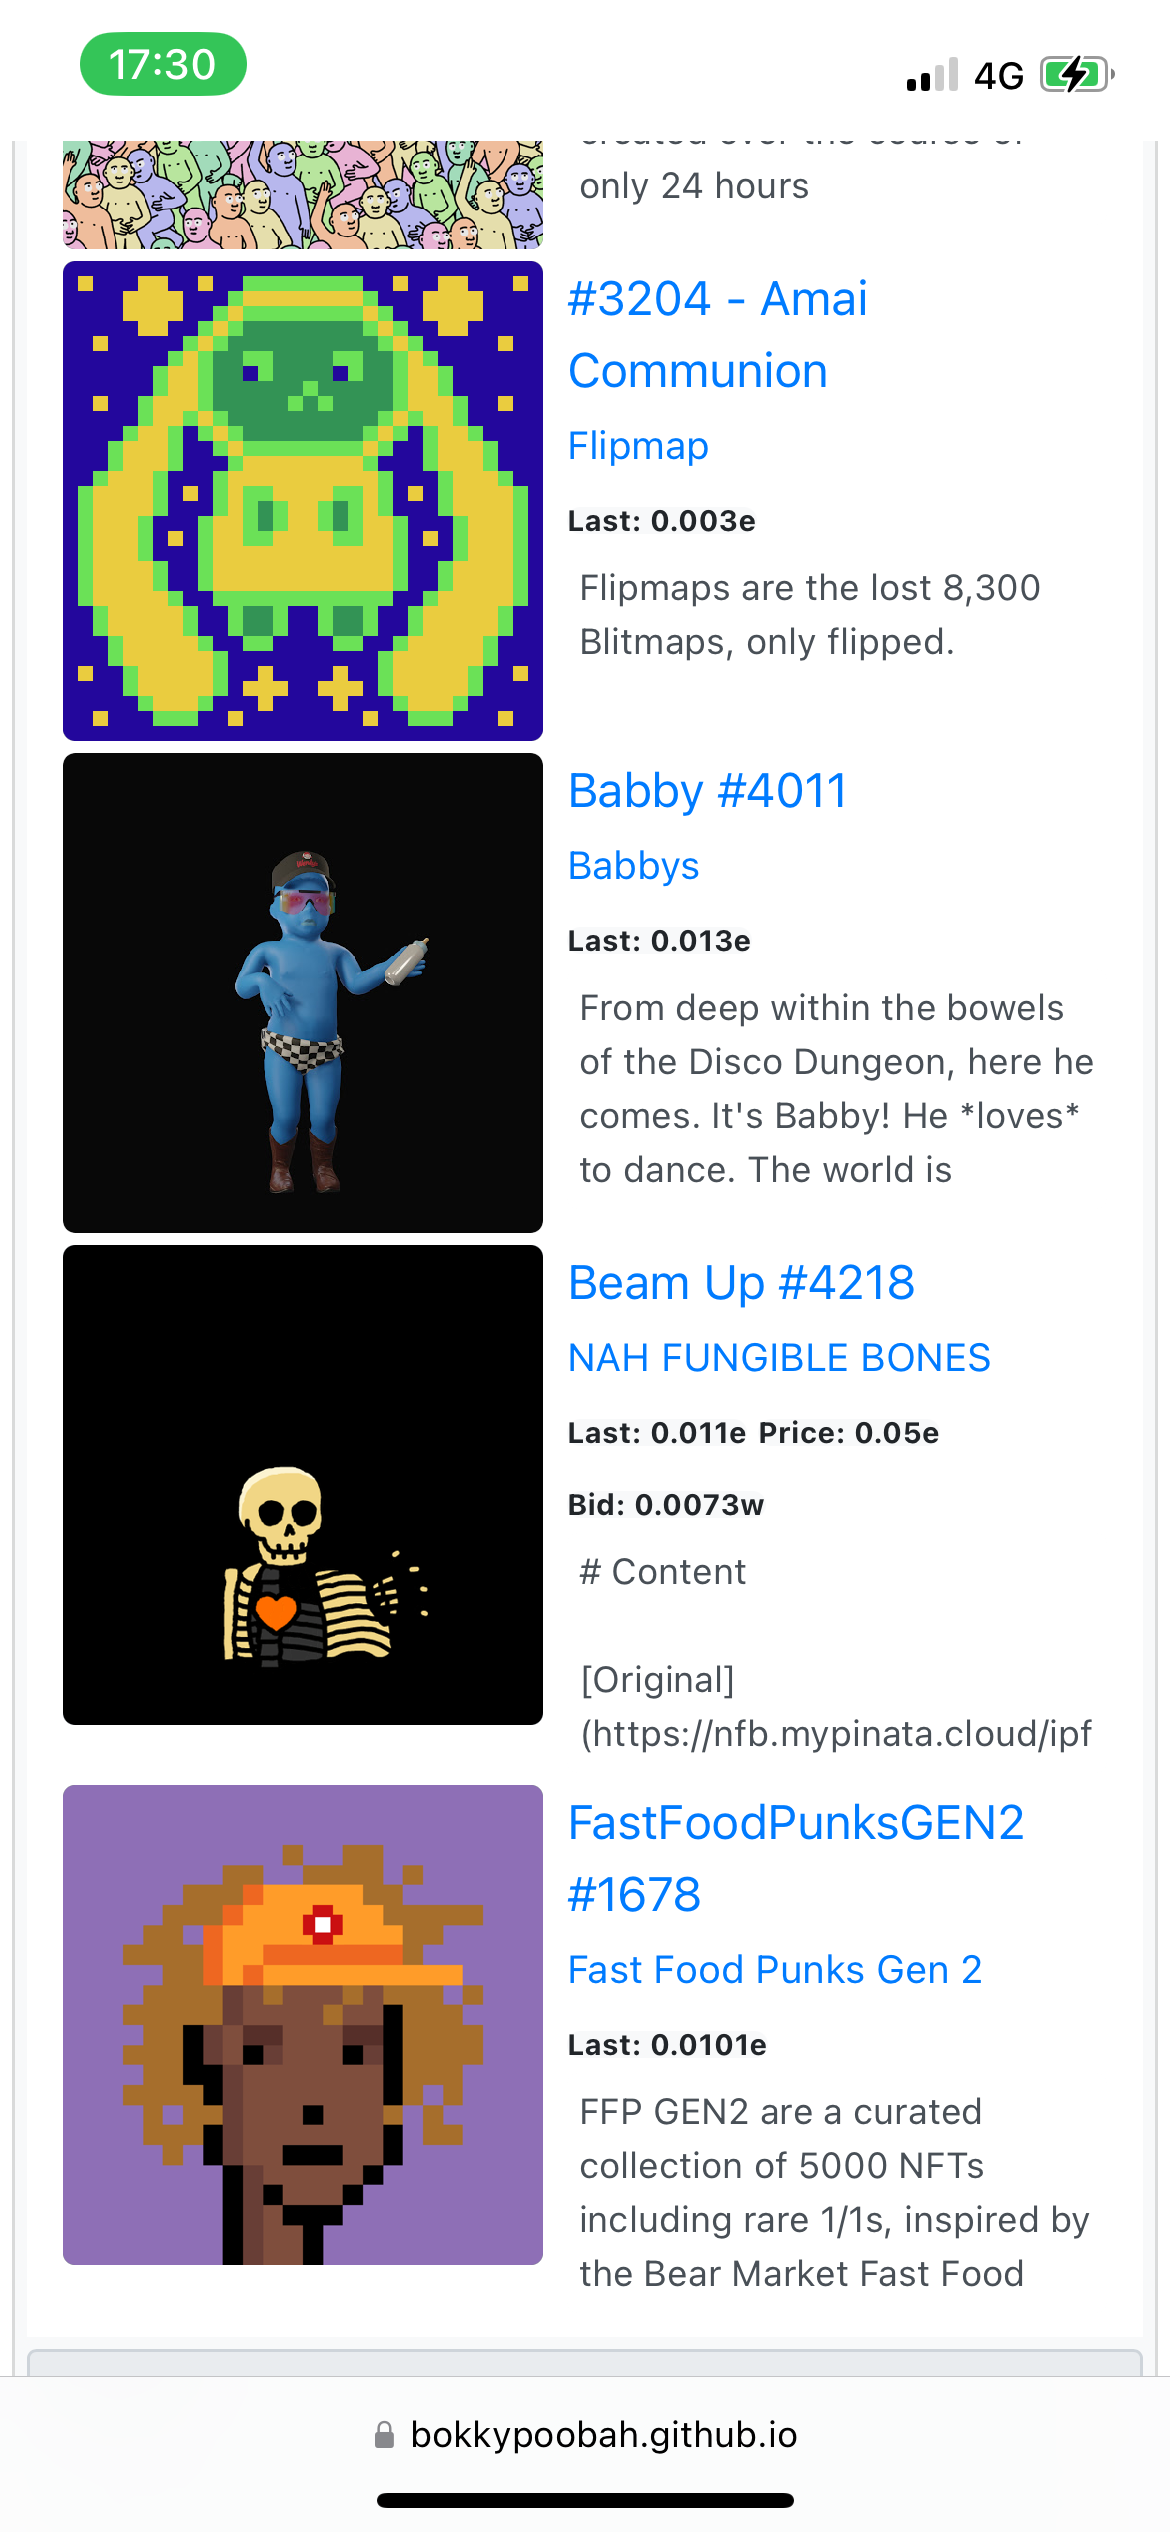 17:30
4G
created over the course of
only 24 hours
#3204 - Amai
Communion
Flipmap
Last: 0.003e
Flipmaps are the lost 8,300
Blitmaps, only flipped.
Babby #4011
Babbys
Last: 0.013e
From deep within the bowels
of the Disco Dungeon, here he
comes. It's Babby! He *loves*
to dance. The world is
Beam Up #4218
NAH FUNGIBLE BONES
Last: 0.011e Price: 0.05e
Bid: 0.0073w
# Content
[Original]
(https://nfb.mypinata.cloud/ipf
FastFoodPunksGEN2
#1678
Fast Food Punks Gen 2
Last: 0.0101e
FFP GEN2 are a curated
collection of 5000 NFTs
including rare 1/1s, inspired by
the Bear Market Fast Food
bokkypoobah.github.io